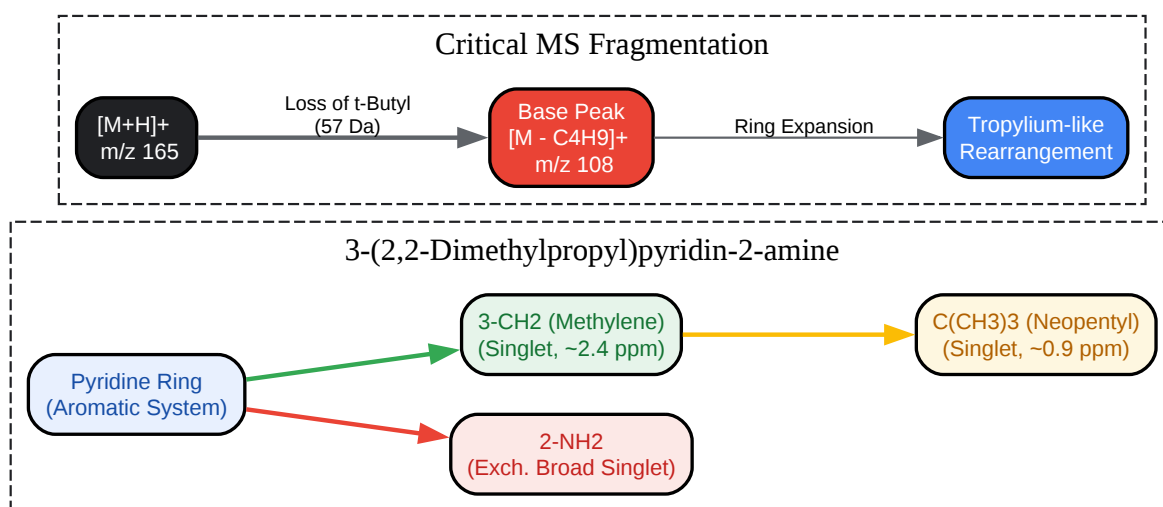 Critical MS Fragmentation
[M+H]+
m/z 165
Loss of t-Butyl
(57 Da)
Base Peak
[M - C4H9]+
m/z 108
Ring Expansion
Tropylium-like
Rearrangement
3-(2,2-Dimethylpropyl)pyridin-2-amine
Pyridine Ring
(Aromatic System)
3-CH2 (Methylene)
(Singlet, ~2.4 ppm)
C(CH3)3 (Neopentyl)
(Singlet, ~0.9 ppm)
2-NH2
(Exch. Broad Singlet)